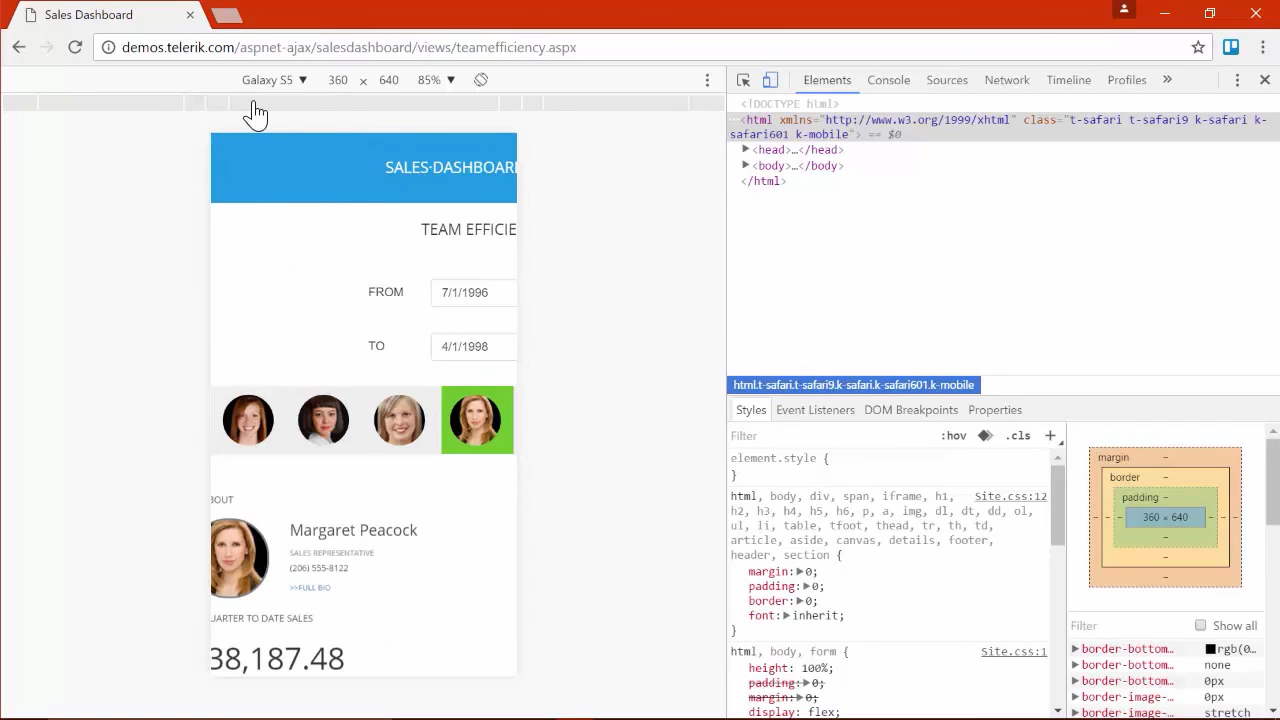 Sales Dashboard
demos.telerik.com/aspnet-ajax/salesdashboard/views/teamefficiency.aspx
Galaxy S5 ▼ 360 × 640 85% ▼
Elements Console Sources Network Timeline Profiles »
<!DOCTYPE html>
…<html xmlns="http://www.w3.org/1999/xhtml" class="t-safari t-safari9 k-safari k-
safari601 k-mobile"> == $0
▶<head>…</head>
▶<body>…</body>
</html>
SALES·DASHBOARD
TEAM EFFICIE
FROM 7/1/1996
TO 4/1/1998
BOUT
Margaret Peacock
SALES REPRESENTATIVE
(206) 555-8122
>>FULL BIO
UARTER TO DATE SALES
38,187.48
html.t-safari.t-safari9.k-safari.k-safari601.k-mobile
Styles Event Listeners DOM Breakpoints Properties
Filter :hov .cls +
element.style {
}
html, body, div, span, iframe, h1, Site.css:12
h2, h3, h4, h5, h6, p, a, img, dl, dt, dd, ol,
ul, li, table, tfoot, thead, tr, th, td,
article, aside, canvas, details, footer,
header, section {
margin:▶0;
padding:▶0;
border:▶0;
font:▶inherit;
}
html, body, form { Site.css:1
height: 100%;
padding:▶0;
margin:▶0;
display: flex;
margin –
border –
padding –
– – – 360 × 640 – – –
–
–
–
Filter Show all
▶border-bottom… rgb(0…
▶border-bottom… none
▶border-bottom… 0px
▶border-image-… 0px
▶border-image-… stretch